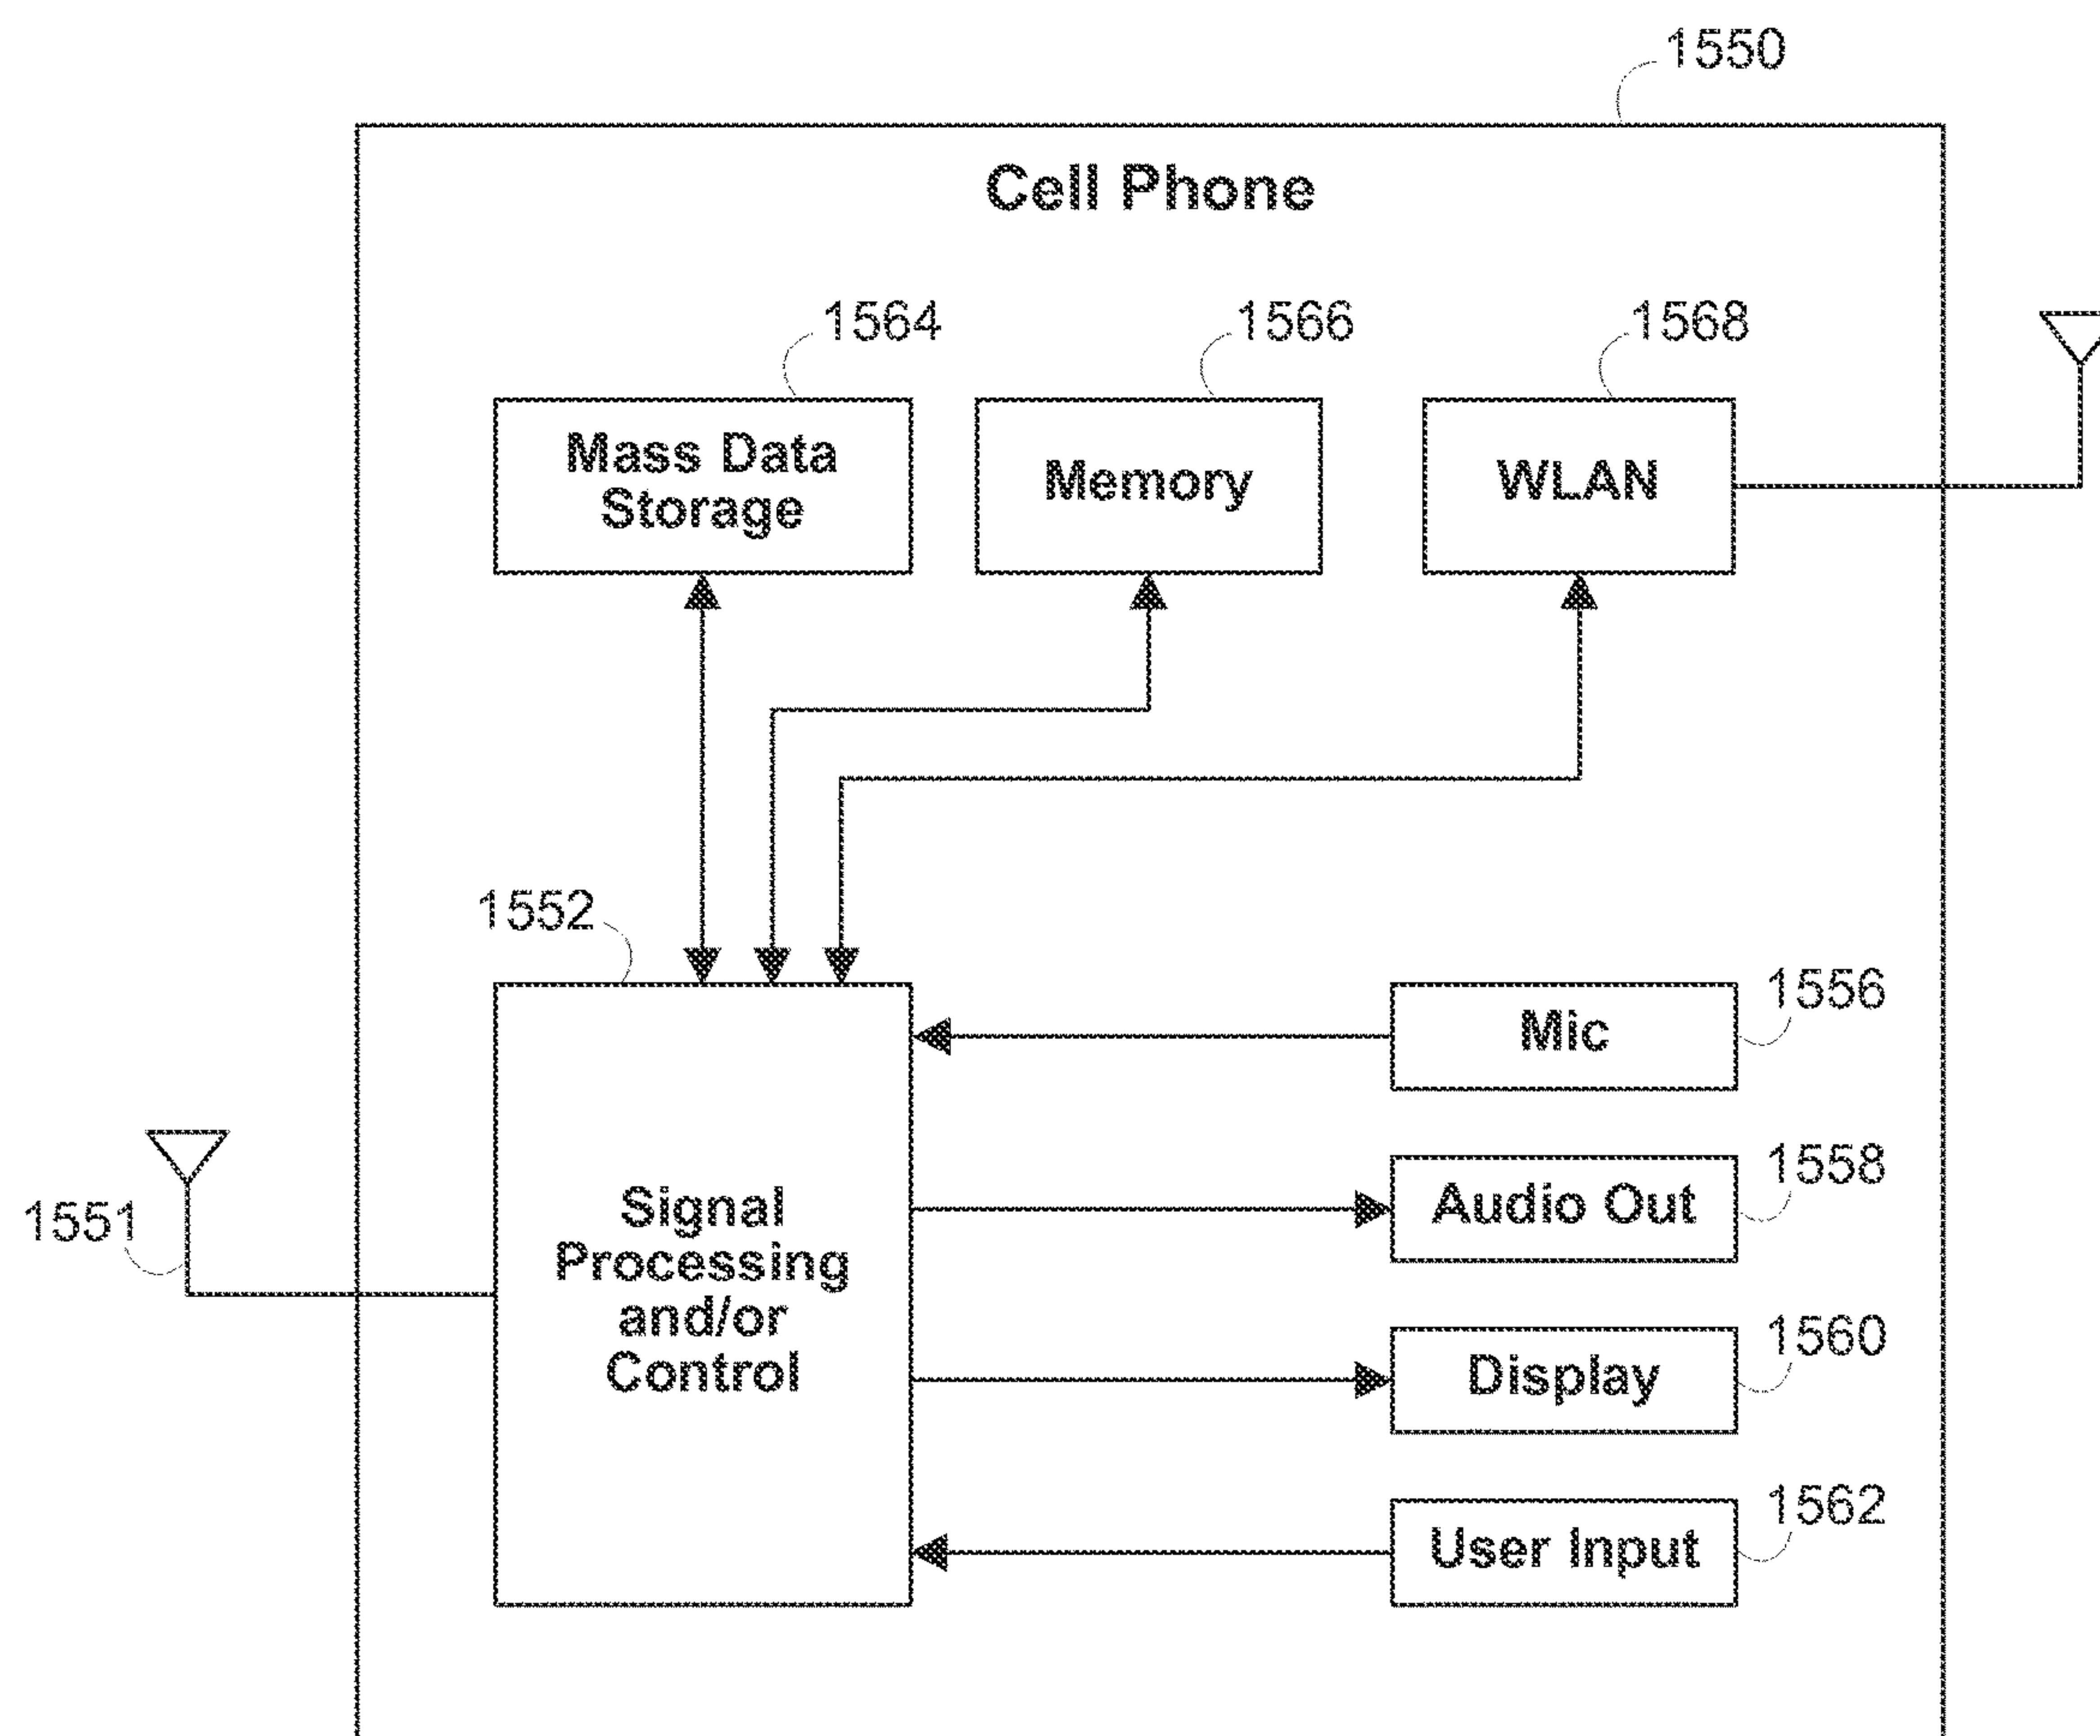 1550
Cell Phone
1564
1566
1568
Mass Data
Storage
Memory
WLAN
1552
1556
Mic
1551
Signal
Processing
and/or
Control
1558
Audio Out
1560
Display
1562
User Input